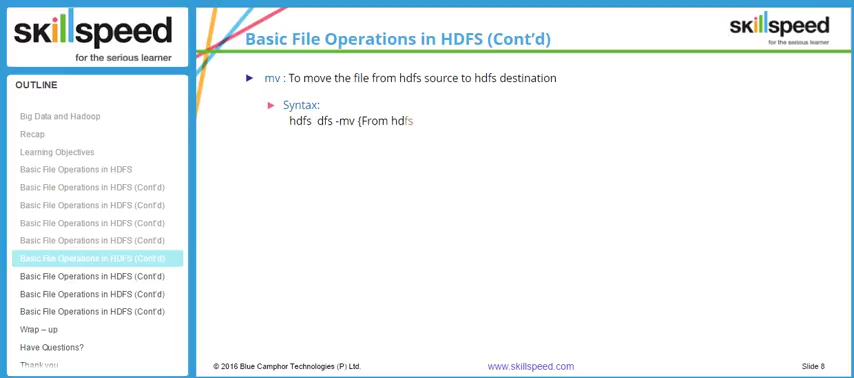 skillspeed
for the serious learner
OUTLINE
Big Data and Hadoop
Recap
Learning Objectives
Basic File Operations in HDFS
Basic File Operations in HDFS (Cont'd)
Basic File Operations in HDFS (Cont'd)
Basic File Operations in HDFS (Cont'd)
Basic File Operations in HDFS (Cont'd)
Basic File Operations in HDFS (Cont'd)
Basic File Operations in HDFS (Cont'd)
Basic File Operations in HDFS (Cont'd)
Basic File Operations in HDFS (Cont'd)
Wrap – up
Have Questions?
Thank you
Basic File Operations in HDFS (Cont’d)
skillspeed
for the serious learner
mv : To move the file from hdfs source to hdfs destination
Syntax:
hdfs dfs -mv {From hdfs
© 2016 Blue Camphor Technologies (P) Ltd.
www.skillspeed.com
Slide 8